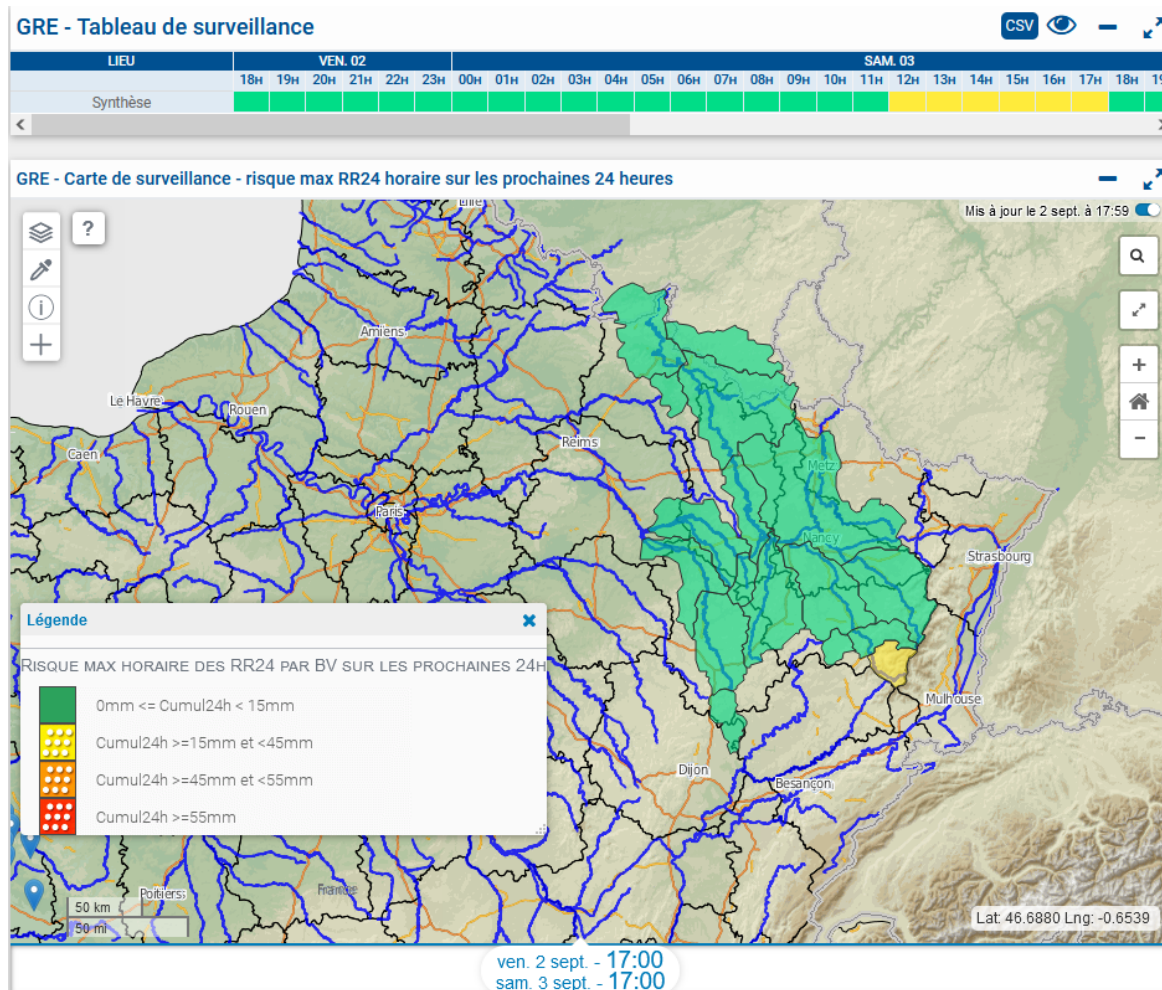 GRE - Tableau de surveillance
CSV
LIEU VEN. 02 SAM. 03
18H 19H 20H 21H 22H 23H 00H 01H 02H 03H 04H 05H 06H 07H 08H 09H 10H 11H 12H 13H 14H 15H 16H 17H 18H
Synthèse
GRE - Carte de surveillance - risque max RR24 horaire sur les prochaines 24 heures
Mis à jour le 2 sept. à 17:59
?
Lille
Amiens
Le Havre
Rouen
Reims
Caen
Metz
Paris
Nancy
Strasbourg
Légende
RISQUE MAX HORAIRE DES RR24 PAR BV SUR LES PROCHAINES 24H
0mm <= Cumul24h < 15mm
Cumul24h >=15mm et <45mm
Cumul24h >=45mm et <55mm
Cumul24h >=55mm
Mulhouse
Dijon
Besançon
Poitiers
France
50 km
50 mi
Lat: 46.6880 Lng: -0.6539
ven. 2 sept. - 17:00
sam. 3 sept. - 17:00